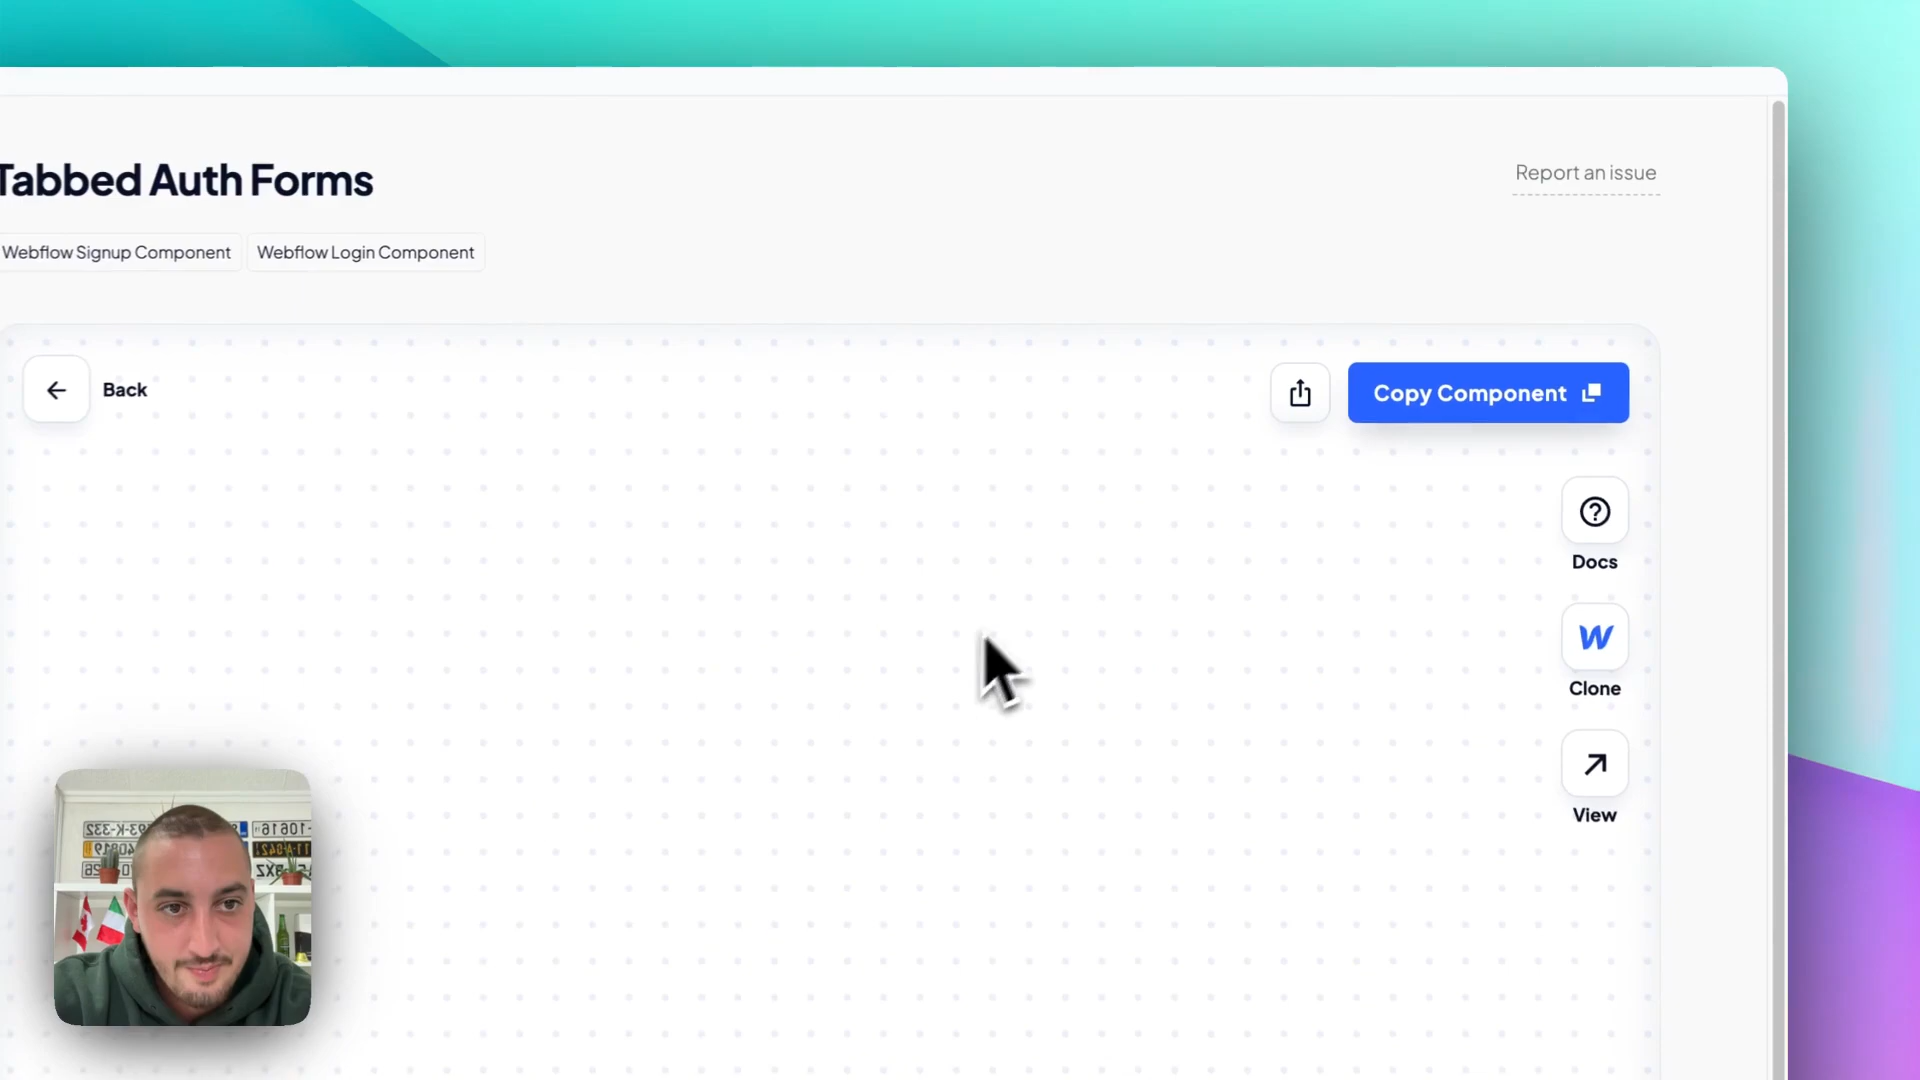 Tabbed Auth Forms
Report an issue
Webflow Signup Component
Webflow Login Component
Back
Copy Component
Docs
W
Clone
View